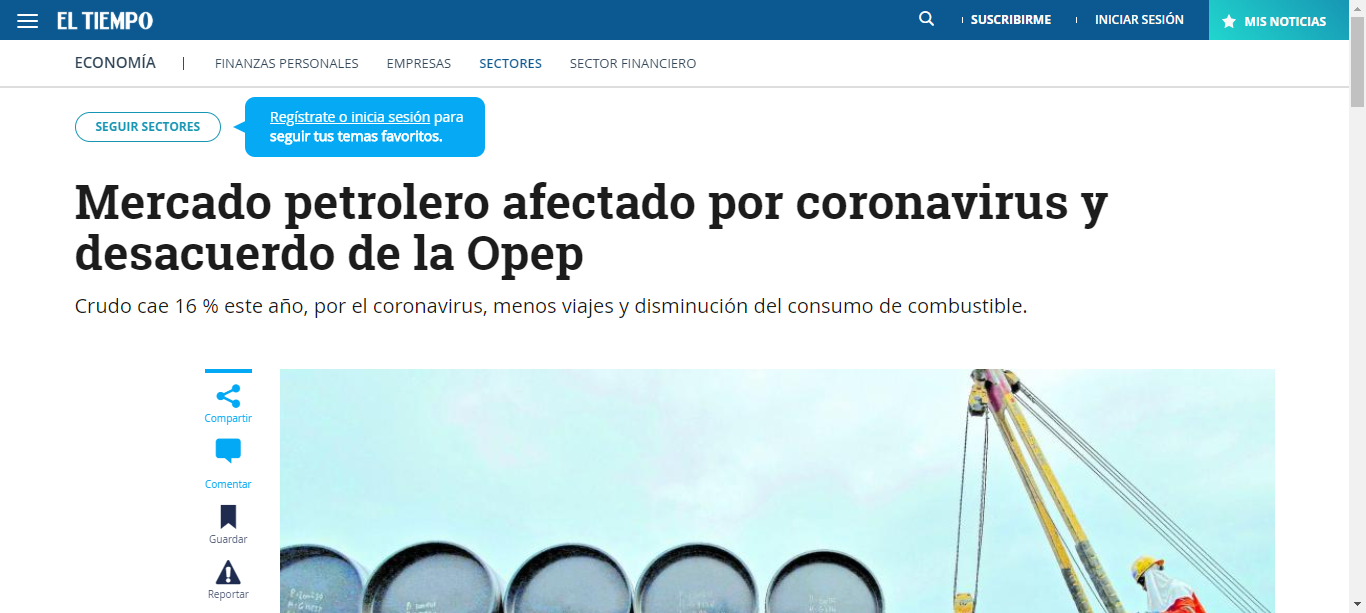 EL TIEMPO
SUSCRIBIRME
INICIAR SESIÓN
MIS NOTICIAS
ECONOMÍA | FINANZAS PERSONALES EMPRESAS SECTORES SECTOR FINANCIERO
SEGUIR SECTORES
Regístrate o inicia sesión para
seguir tus temas favoritos.
Mercado petrolero afectado por coronavirus y
desacuerdo de la Opep
Crudo cae 16 % este año, por el coronavirus, menos viajes y disminución del consumo de combustible.
Compartir
Comentar
Guardar
Reportar